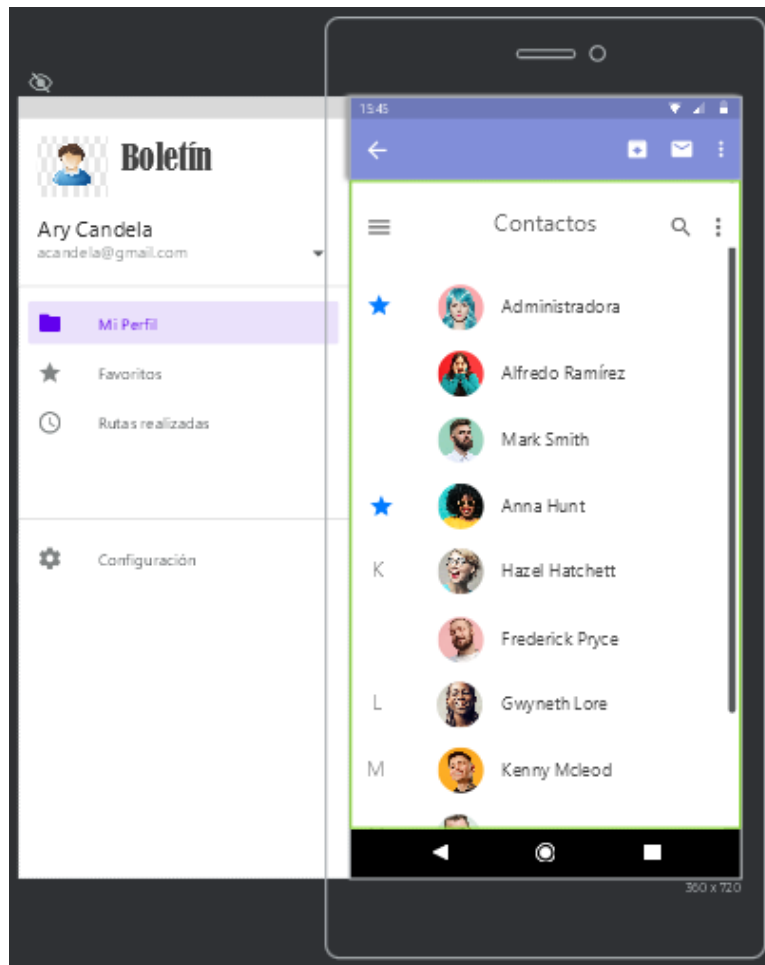 Boletín
Ary Candela
acandela@gmail.com
Mi Perfil
Favoritos
Rutas realizadas
Configuración
15:45
Contactos
Administradora
Alfredo Ramírez
Mark Smith
Anna Hunt
K
Hazel Hatchett
Frederick Pryce
L
Gwyneth Lore
M
Kenny Mcleod
360 x 720